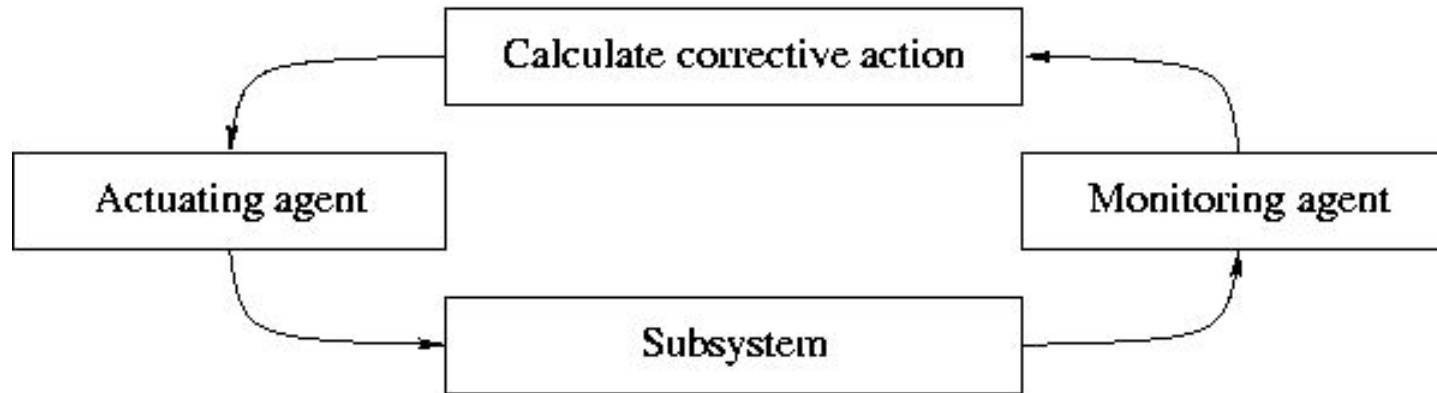 Calculate corrective action
Actuating agent
Monitoring agent
Subsystem